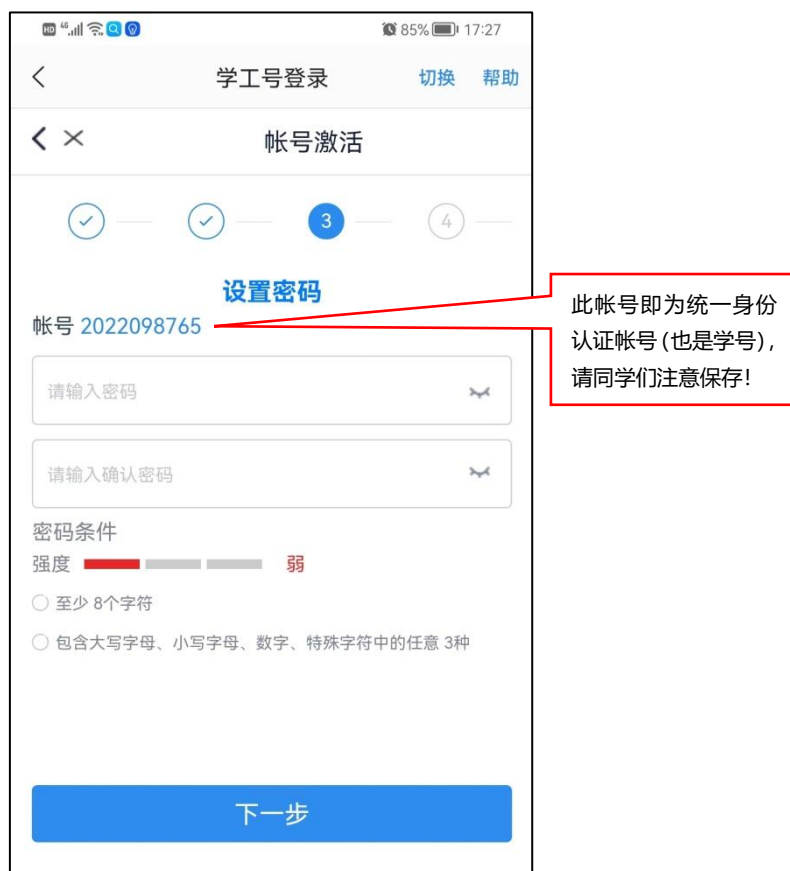 HD 46 85% 17:27
学工号登录 切换 帮助
帐号激活
3 4
设置密码
帐号 2022098765
此帐号即为统一身份
认证帐号(也是学号),
请同学们注意保存!
请输入密码
请输入确认密码
密码条件
强度 弱
至少 8个字符
包含大写字母、小写字母、数字、特殊字符中的任意 3种
下一步